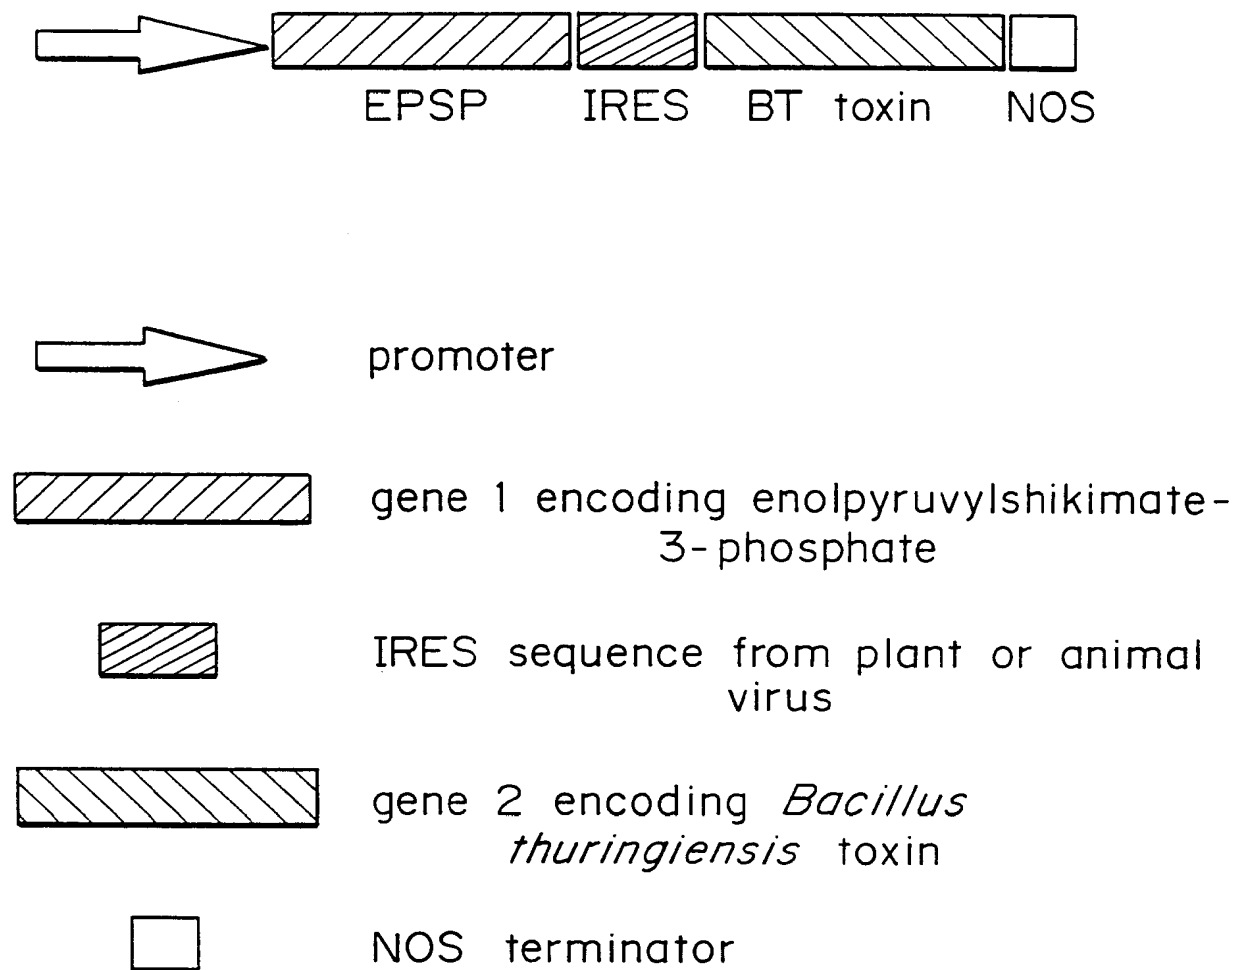 EPSP IRES BT toxin NOS
promoter
gene 1 encoding enolpyruvylshikimate-
3-phosphate
IRES sequence from plant or animal
virus
gene 2 encoding Bacillus
thuringiensis toxin
NOS terminator